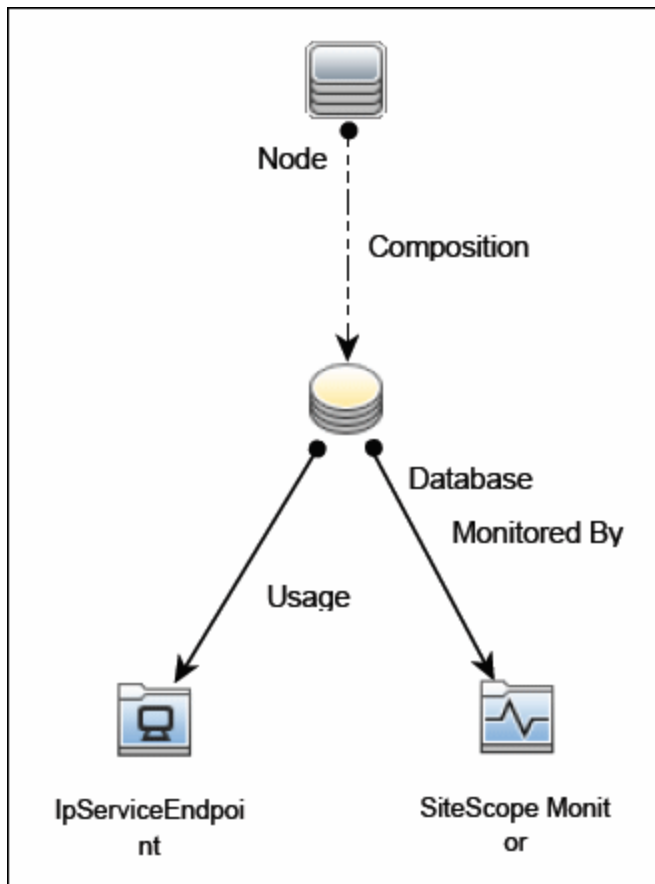 Node
Composition
Database
Monitored By
Usage
IpServiceEndpoi
nt
SiteScope Monit
or